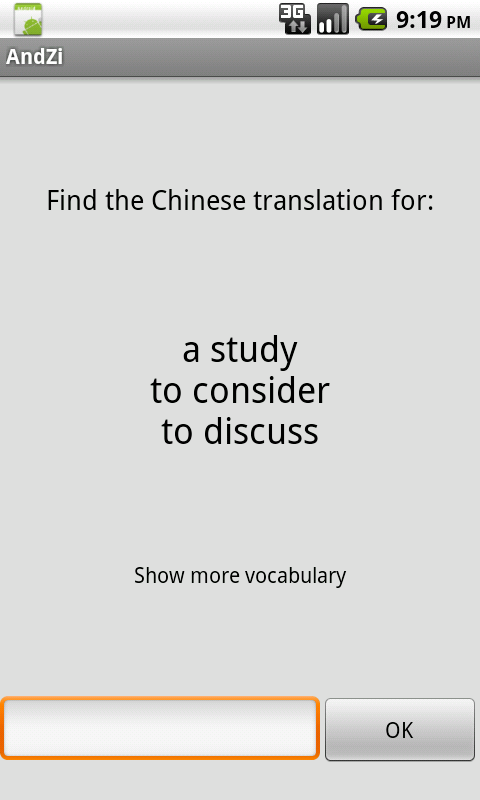 3G
9:19 PM
AndZi
Find the Chinese translation for:
a study
to consider
to discuss
Show more vocabulary
OK